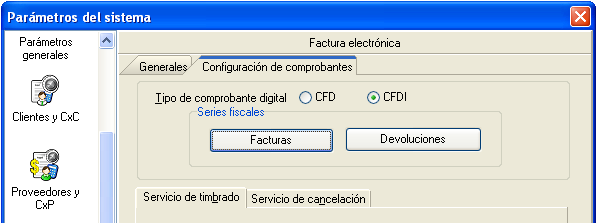 Parámetros del sistema
Parámetros
generales
Clientes y CxC
Proveedores y
CxP
Factura electrónica
Generales
Configuración de comprobantes
Tipo de comprobante digital
CFD
CFDI
Series fiscales
Facturas
Devoluciones
Servicio de timbrado
Servicio de cancelación